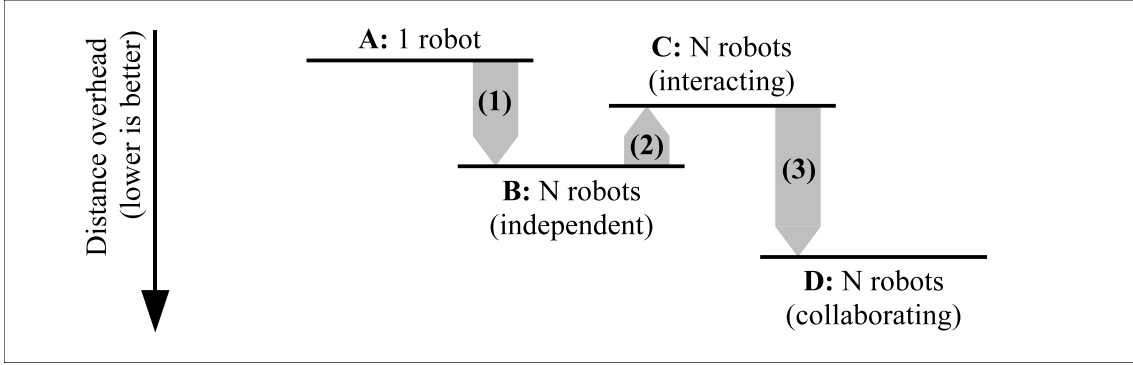 Distance overhead
(lower is better)
A: 1 robot
(1)
B: N robots
(independent)
C: N robots
(interacting)
(2)
(3)
D: N robots
(collaborating)